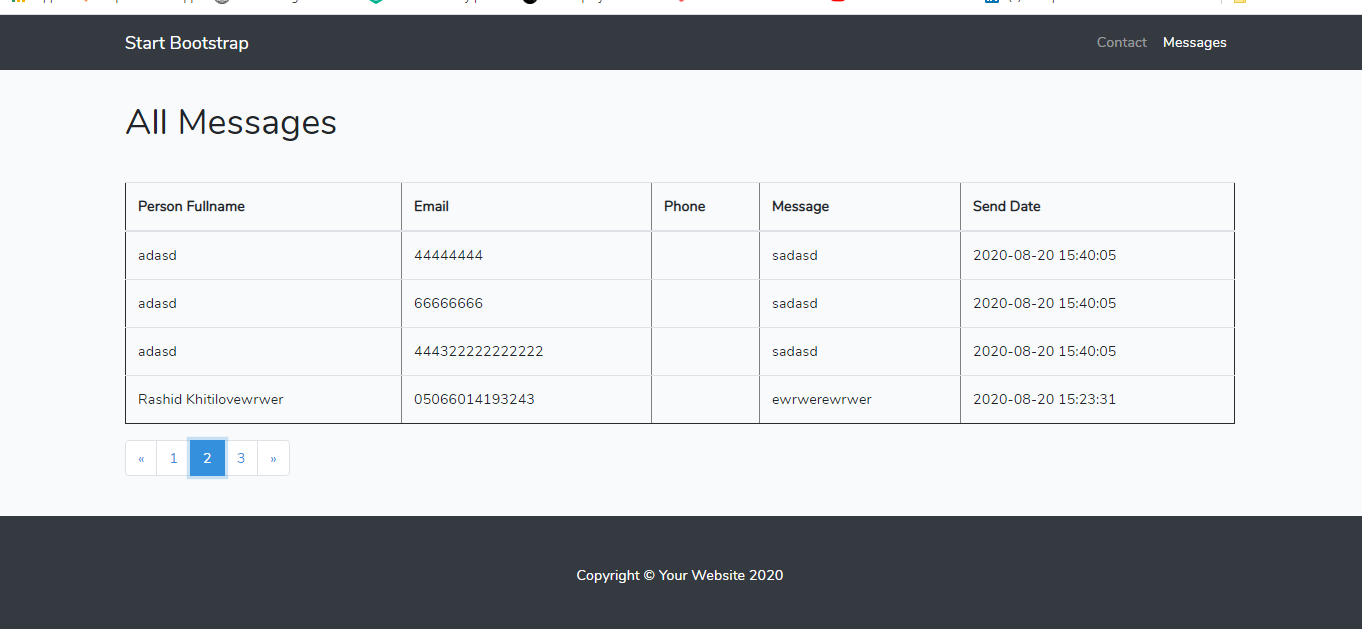 Start Bootstrap Contact Messages
All Messages
Person Fullname Email Phone Message Send Date
adasd 44444444 sadasd 2020-08-20 15:40:05
adasd 66666666 sadasd 2020-08-20 15:40:05
adasd 444322222222222 sadasd 2020-08-20 15:40:05
Rashid Khitilovewrwer 05066014193243 ewrwerewrwer 2020-08-20 15:23:31
« 1 2 3 »
Copyright © Your Website 2020